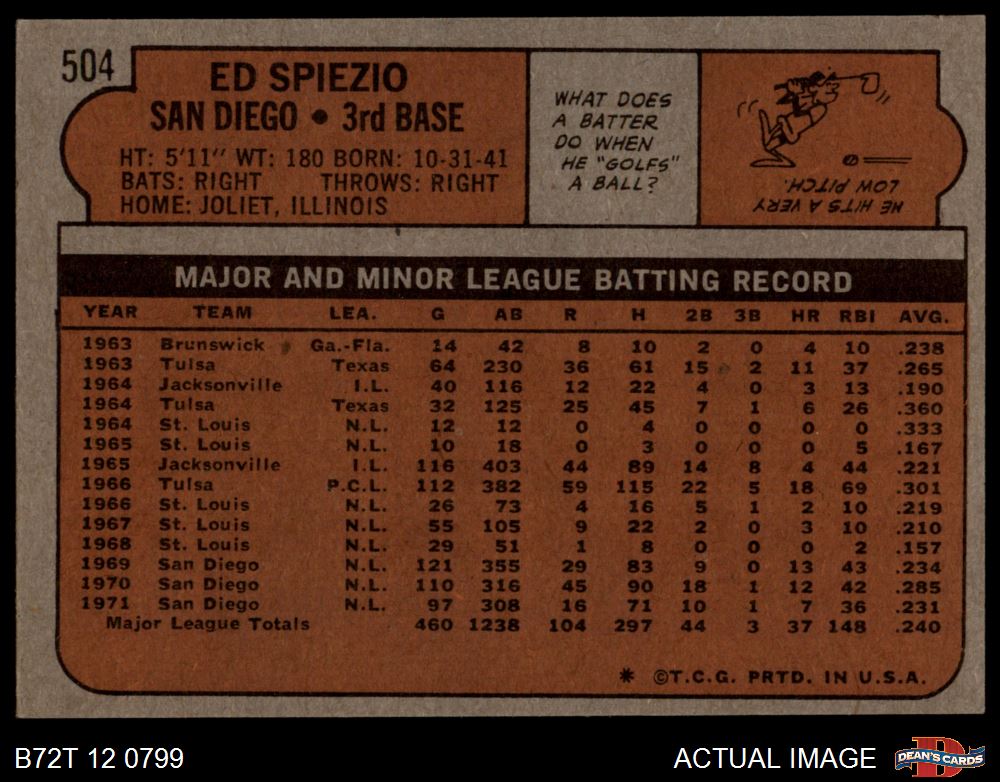 504
ED SPIEZIO
SAN DIEGO • 3rd BASE
HT: 5'11" WT: 180 BORN: 10-31-41
BATS: RIGHT THROWS: RIGHT
HOME: JOLIET, ILLINOIS
WHAT DOES
A BATTER
DO WHEN
HE "GOLFS"
A BALL?
HE HITS A VERY
LOW PITCH.
MAJOR AND MINOR LEAGUE BATTING RECORD
YEAR TEAM LEA. G AB R H 2B 3B HR RBI AVG.
1963 Brunswick Ga.-Fla. 14 42 8 10 2 0 4 10 .238
1963 Tulsa Texas 64 230 36 61 15 2 11 37 .265
1964 Jacksonville I.L. 40 116 12 22 4 0 3 13 .190
1964 Tulsa Texas 32 125 25 45 7 1 6 26 .360
1964 St. Louis N.L. 12 12 0 4 0 0 0 0 .333
1965 St. Louis N.L. 10 18 0 3 0 0 0 5 .167
1965 Jacksonville I.L. 116 403 44 89 14 8 4 44 .221
1966 Tulsa P.C.L. 112 382 59 115 22 5 18 69 .301
1966 St. Louis N.L. 26 73 4 16 5 1 2 10 .219
1967 St. Louis N.L. 55 105 9 22 2 0 3 10 .210
1968 St. Louis N.L. 29 51 1 8 0 0 0 2 .157
1969 San Diego N.L. 121 355 29 83 9 0 13 43 .234
1970 San Diego N.L. 110 316 45 90 18 1 12 42 .285
1971 San Diego N.L. 97 308 16 71 10 1 7 36 .231
Major League Totals 460 1238 104 297 44 3 37 148 .240
* ©T.C.G. PRTD. IN U.S.A.
B72T 12 0799
ACTUAL IMAGE
D
DEAN'S CARDS